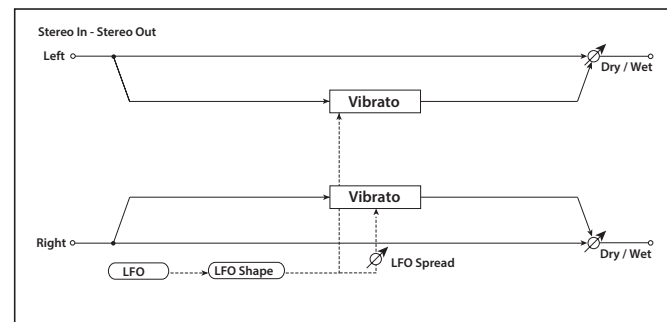 Stereo In - Stereo Out
Left
Dry / Wet
Vibrato
Vibrato
Right
LFO
LFO Shape
LFO Spread
Dry / Wet